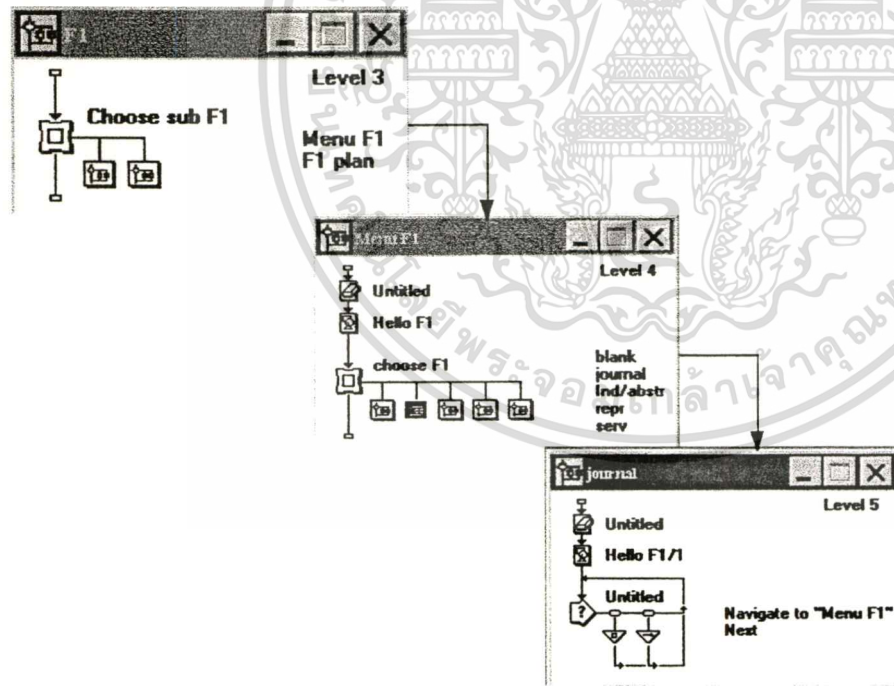 F1
Level 3
Choose sub F1
Menu F1
F1 plan
Menu F1
Level 4
Untitled
Hello F1
choose F1
blank
journal
Ind/abstr
repr
serv
journal
Level 5
Untitled
Hello F1/1
Untitled
?
Navigate to "Menu F1"
Next